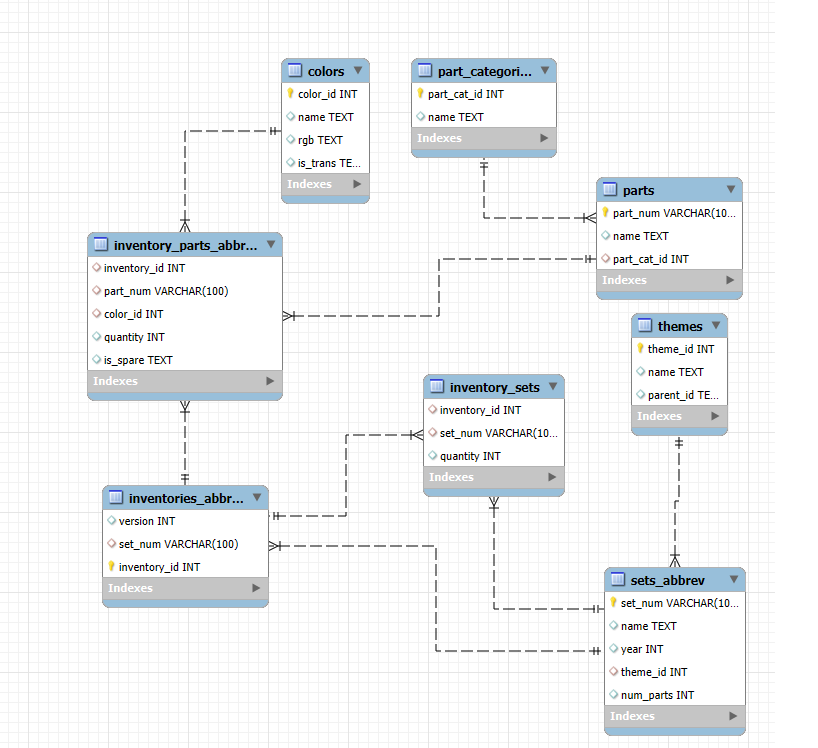 colors
color_id INT
name TEXT
rgb TEXT
is_trans TE...
Indexes
part_categori...
part_cat_id INT
name TEXT
Indexes
parts
part_num VARCHAR(10...
name TEXT
part_cat_id INT
Indexes
inventory_parts_abbr...
inventory_id INT
part_num VARCHAR(100)
color_id INT
quantity INT
is_spare TEXT
Indexes
themes
theme_id INT
name TEXT
parent_id TE...
Indexes
inventory_sets
inventory_id INT
set_num VARCHAR(10...
quantity INT
Indexes
inventories_abbr...
version INT
set_num VARCHAR(100)
inventory_id INT
Indexes
sets_abbrev
set_num VARCHAR(10...
name TEXT
year INT
theme_id INT
num_parts INT
Indexes